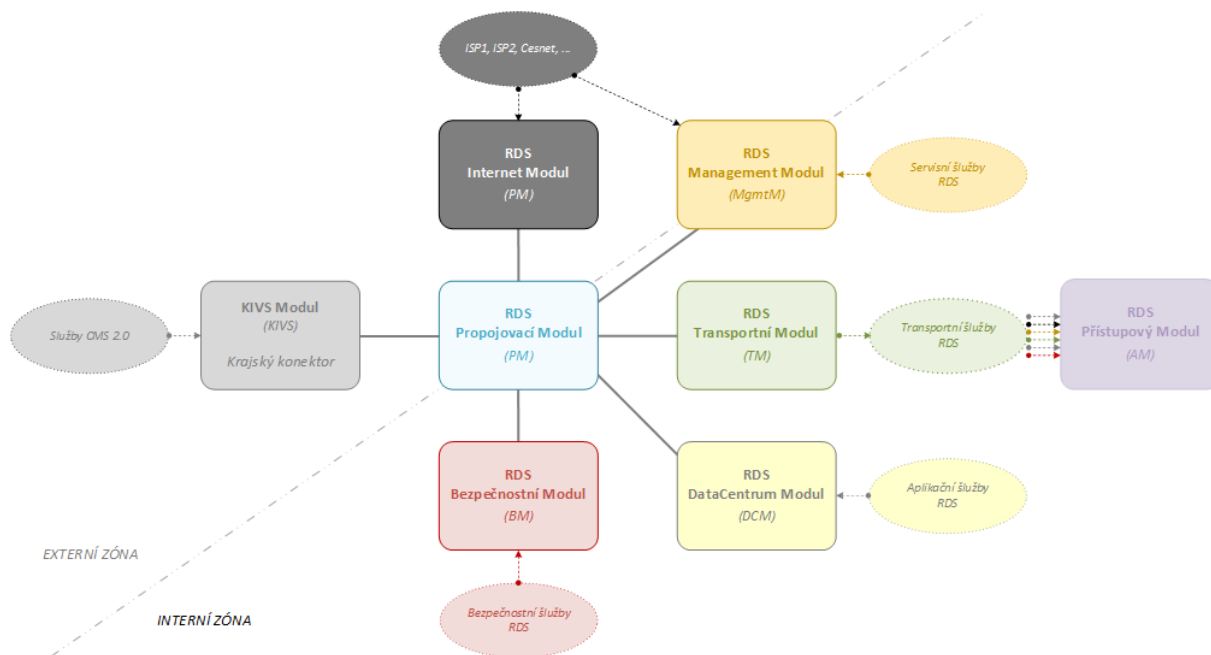 ISP1, ISP2, Cesnet, ...
RDS
Internet Modul
(PM)
RDS
Management Modul
(MgmtM)
Servisní služby
RDS
Služby CMS 2.0
KIVS Modul
(KIVS)
Krajský konektor
RDS
Propojovací Modul
(PM)
RDS
Transportní Modul
(TM)
Transportní služby
RDS
RDS
Přístupový Modul
(AM)
RDS
Bezpečnostní Modul
(BM)
RDS
DataCentrum Modul
(DCM)
Aplikační služby
RDS
EXTERNÍ ZÓNA
INTERNÍ ZÓNA
Bezpečnostní služby
RDS